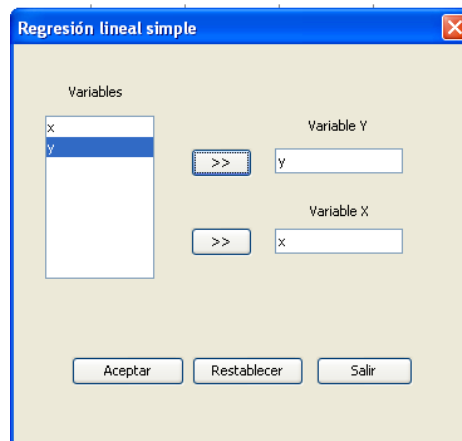 Regresión lineal simple
Variables
x
y
Variable Y
>>
y
Variable X
>>
x
Aceptar
Restablecer
Salir